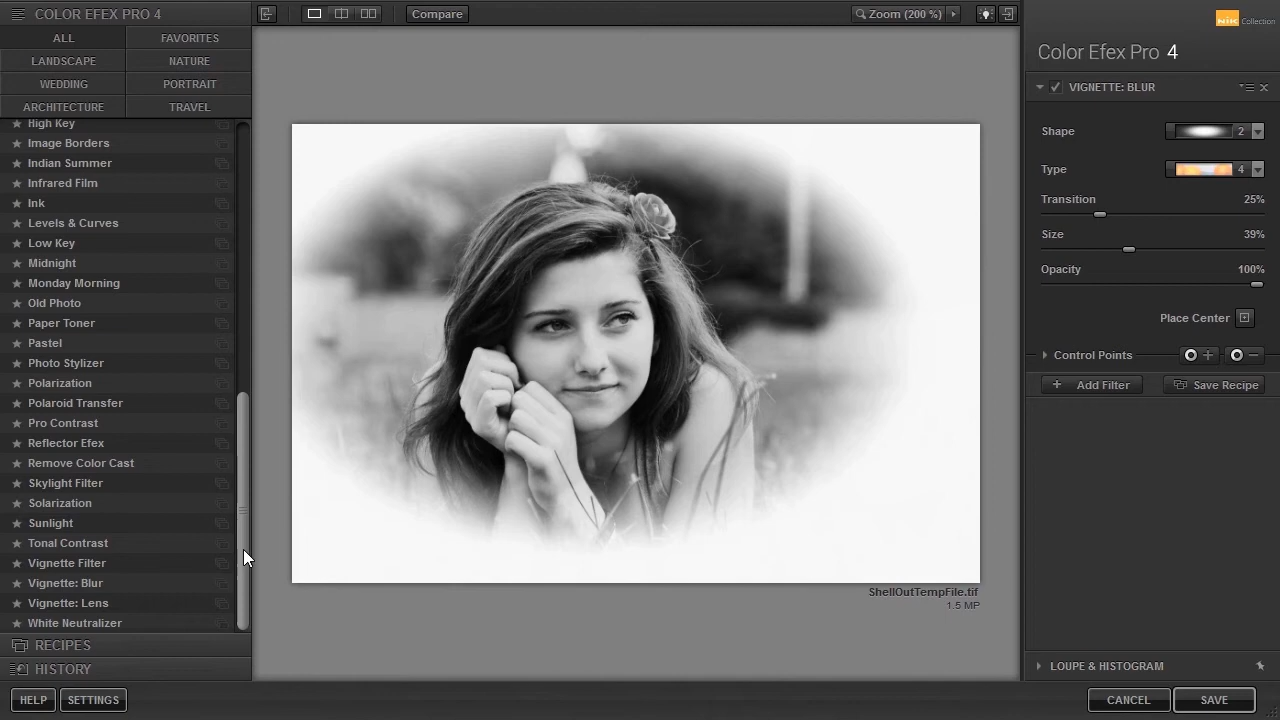 COLOR EFEX PRO 4
ALL
FAVORITES
LANDSCAPE
NATURE
WEDDING
PORTRAIT
ARCHITECTURE
TRAVEL
High Key
Image Borders
Indian Summer
Infrared Film
Ink
Levels & Curves
Low Key
Midnight
Monday Morning
Old Photo
Paper Toner
Pastel
Photo Stylizer
Polarization
Polaroid Transfer
Pro Contrast
Reflector Efex
Remove Color Cast
Skylight Filter
Solarization
Sunlight
Tonal Contrast
Vignette Filter
Vignette: Blur
Vignette: Lens
White Neutralizer
RECIPES
HISTORY
HELP
SETTINGS
Compare
Zoom (200 %)
ShellOutTempFile.tif
1.5 MP
Nik Collection
Color Efex Pro 4
VIGNETTE: BLUR
Shape 2
Type 4
Transition 25%
Size 39%
Opacity 100%
Place Center
Control Points
Add Filter
Save Recipe
LOUPE & HISTOGRAM
CANCEL
SAVE